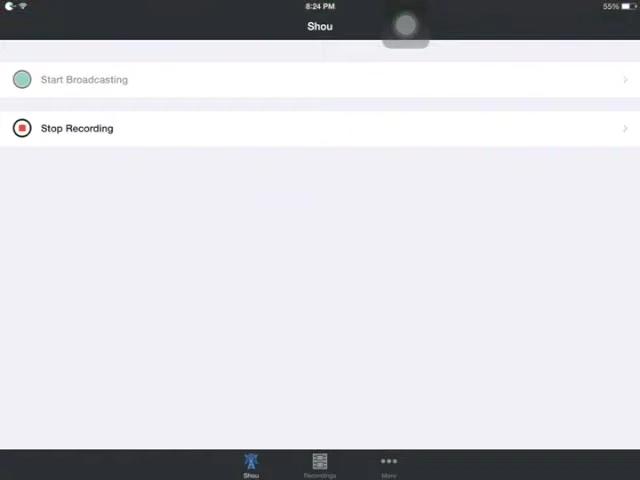 8:24 PM
55%
Shou
Start Broadcasting
Stop Recording
Shou
Recordings
More